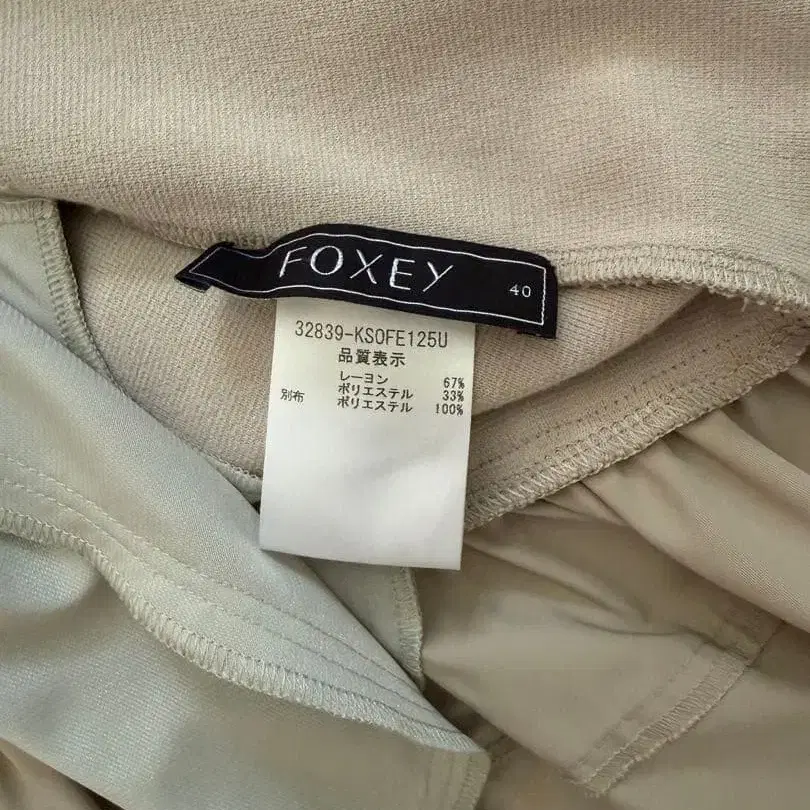 FOXEY 40
32839-KSOFE125U
品質表示
レーヨン 67%
ポリエステル 33%
別布 ポリエステル 100%